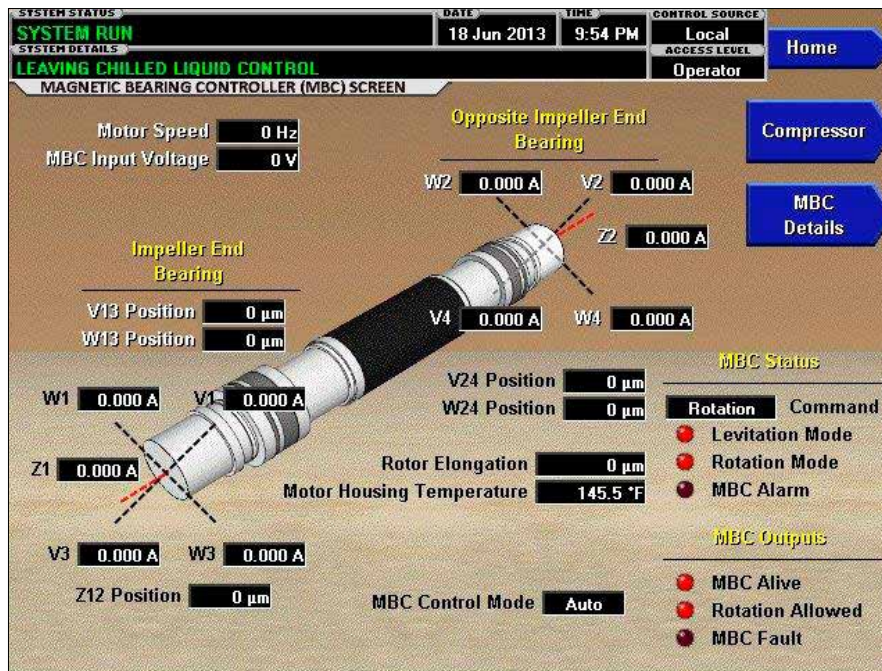 SYSTEM STATUS
SYSTEM RUN
DATE
18 Jun 2013
TIME
9:54 PM
CONTROL SOURCE
Local
SYSTEM DETAILS
LEAVING CHILLED LIQUID CONTROL
ACCESS LEVEL
Operator
Home
MAGNETIC BEARING CONTROLLER (MBC) SCREEN
Compressor
MBC
Details
Motor Speed 0 Hz
MBC Input Voltage 0 V
Opposite Impeller End
Bearing
W2 0.000 A V2 0.000 A
Z2 0.000 A
V4 0.000 A W4 0.000 A
Impeller End
Bearing
V13 Position 0 µm
W13 Position 0 µm
W1 0.000 A V1 0.000 A
Z1 0.000 A
V3 0.000 A W3 0.000 A
Z12 Position 0 µm
V24 Position 0 µm
W24 Position 0 µm
Rotor Elongation 0 µm
Motor Housing Temperature 145.5 °F
MBC Control Mode Auto
MBC Status
Rotation Command
Levitation Mode
Rotation Mode
MBC Alarm
MBC Outputs
MBC Alive
Rotation Allowed
MBC Fault